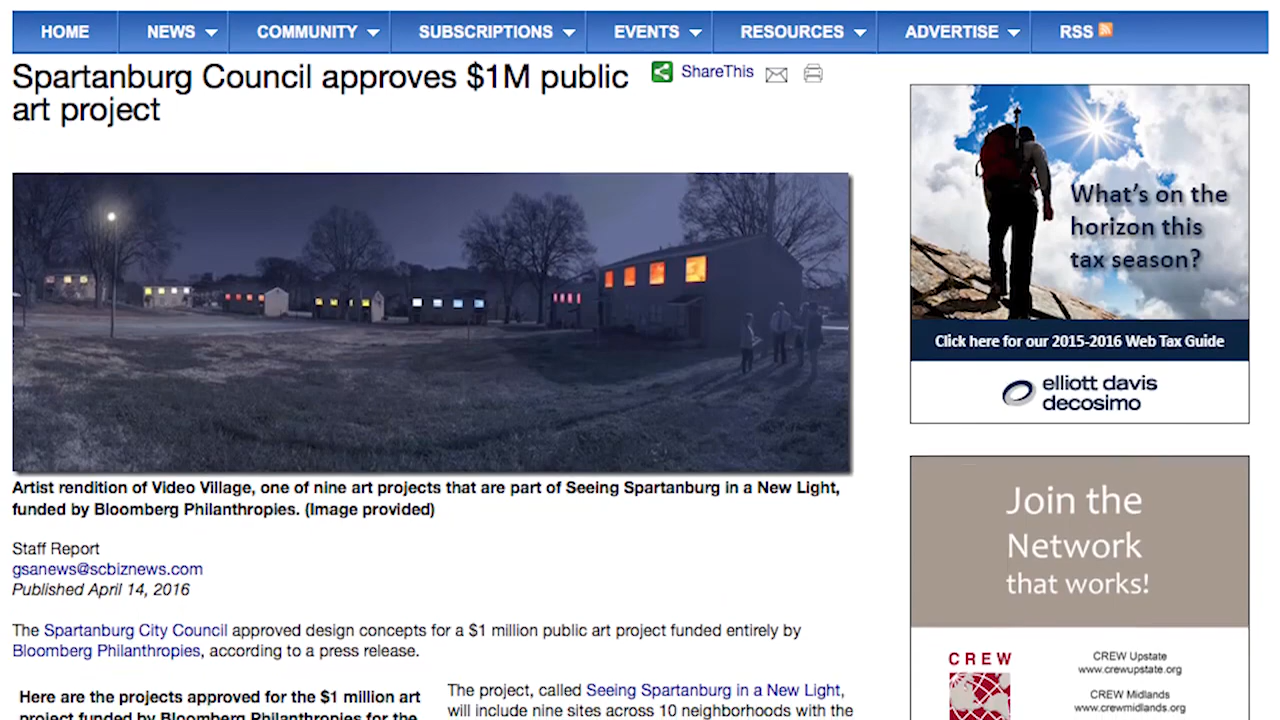 HOME NEWS COMMUNITY SUBSCRIPTIONS EVENTS RESOURCES ADVERTISE RSS
Spartanburg Council approves $1M public
art project
ShareThis
What's on the
horizon this
tax season?
Click here for our 2015-2016 Web Tax Guide
elliott davis
decosimo
Artist rendition of Video Village, one of nine art projects that are part of Seeing Spartanburg in a New Light,
funded by Bloomberg Philanthropies. (Image provided)
Staff Report
gsanews@scbiznews.com
Published April 14, 2016
The Spartanburg City Council approved design concepts for a $1 million public art project funded entirely by
Bloomberg Philanthropies, according to a press release.
Here are the projects approved for the $1 million art
project funded by Bloomberg Philanthropies for the
The project, called Seeing Spartanburg in a New Light,
will include nine sites across 10 neighborhoods with the
Join the
Network
that works!
CREW
CREW Upstate
www.crewupstate.org
CREW Midlands
www.crewmidlands.org